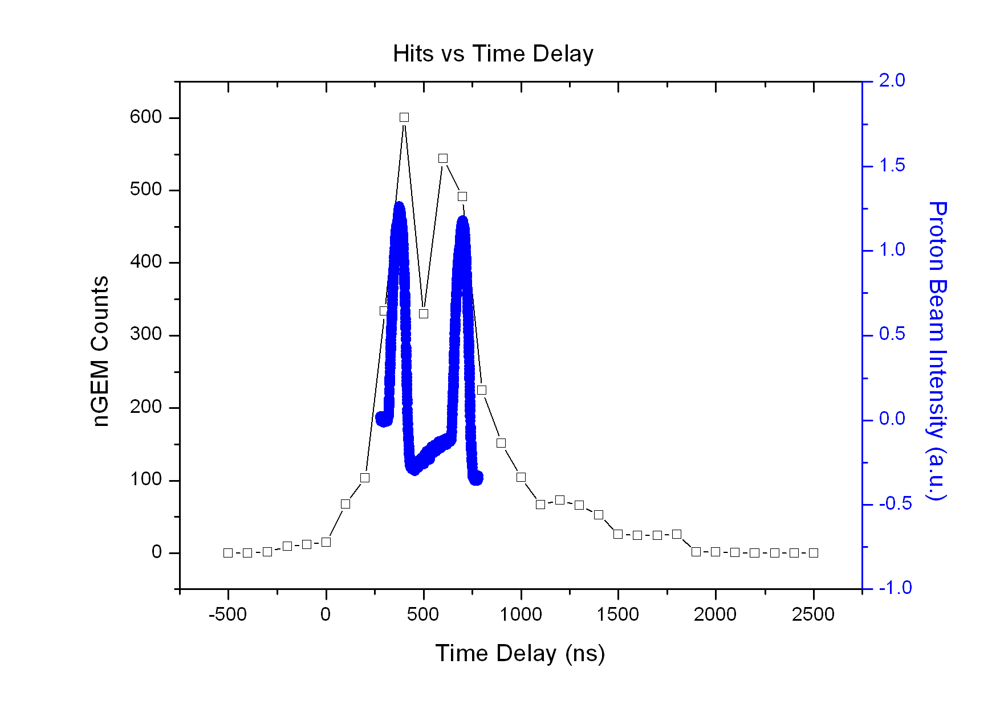 Hits vs Time Delay
nGEM Counts
600
500
400
300
200
100
0
2.0
1.5
1.0
0.5
0.0
-0.5
-1.0
Proton Beam Intensity (a.u.)
-500 0 500 1000 1500 2000 2500
Time Delay (ns)